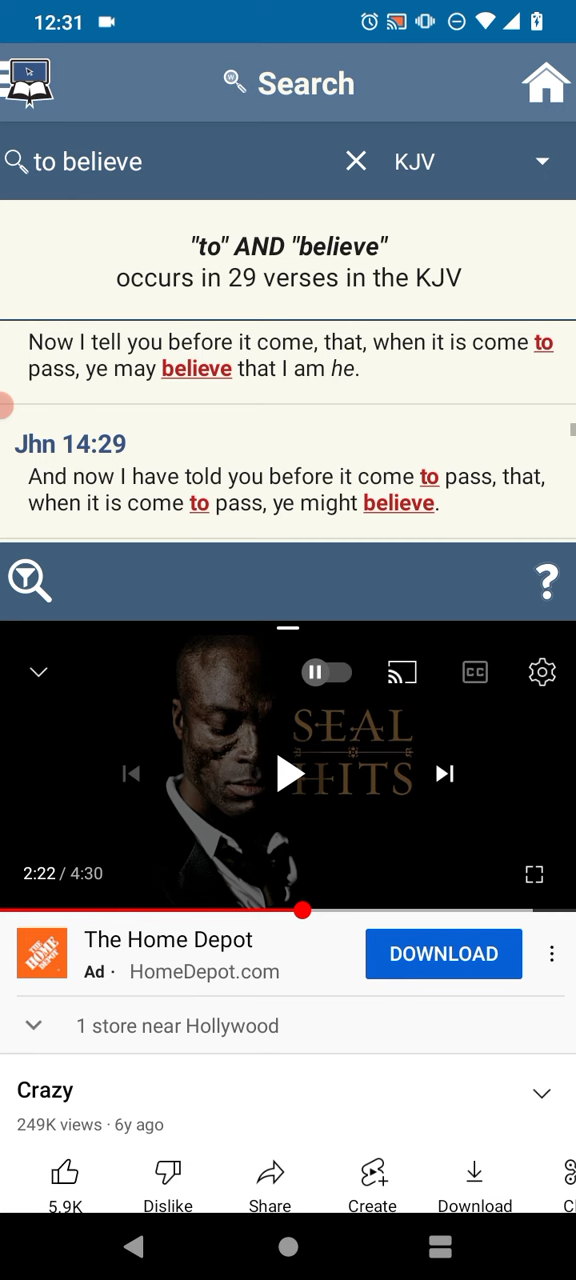 12:31
Search
to believe
KJV
"to" AND "believe"
occurs in 29 verses in the KJV
Now I tell you before it come, that, when it is come to
pass, ye may believe that I am he.
Jhn 14:29
And now I have told you before it come to pass, that,
when it is come to pass, ye might believe.
?
CC
SEAL
HITS
2:22 / 4:30
THE HOME DEPOT
The Home Depot
Ad · HomeDepot.com
DOWNLOAD
1 store near Hollywood
Crazy
249K views · 6y ago
5.9K
Dislike
Share
Create
Download